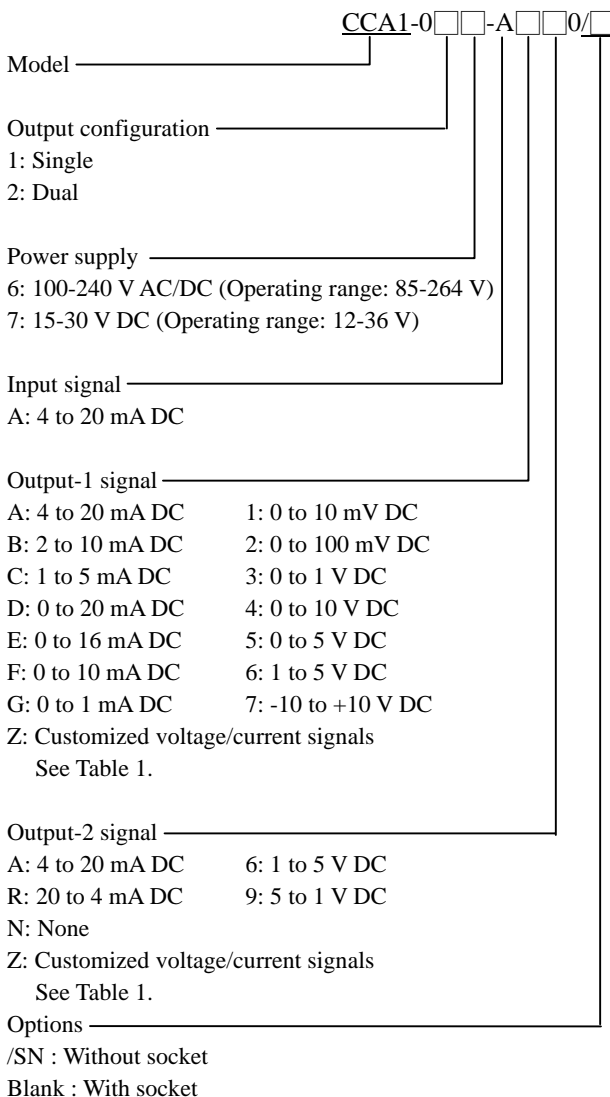 CCA1-0□□-A□□0/□
Model
Output configuration
1: Single
2: Dual
Power supply
6: 100-240 V AC/DC (Operating range: 85-264 V)
7: 15-30 V DC (Operating range: 12-36 V)
Input signal
A: 4 to 20 mA DC
Output-1 signal
A: 4 to 20 mA DC 1: 0 to 10 mV DC
B: 2 to 10 mA DC 2: 0 to 100 mV DC
C: 1 to 5 mA DC 3: 0 to 1 V DC
D: 0 to 20 mA DC 4: 0 to 10 V DC
E: 0 to 16 mA DC 5: 0 to 5 V DC
F: 0 to 10 mA DC 6: 1 to 5 V DC
G: 0 to 1 mA DC 7: -10 to +10 V DC
Z: Customized voltage/current signals
See Table 1.
Output-2 signal
A: 4 to 20 mA DC 6: 1 to 5 V DC
R: 20 to 4 mA DC 9: 5 to 1 V DC
N: None
Z: Customized voltage/current signals
See Table 1.
Options
/SN : Without socket
Blank : With socket